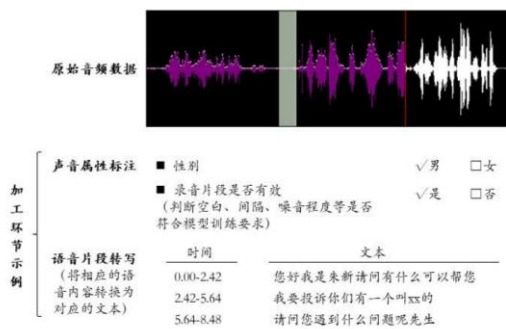 原始音频数据
加工环节示例
声音属性标注
■ 性别 √男 □女
■ 录音片段是否有效 √是 □否
(判断空白、间隔、噪音程度等是否
符合模型训练要求)
语音片段转写
(将相应的语
音内容转换为
对应的文本)
时间 文本
0.00-2.42 您好我是朱新请问有什么可以帮您
2.42-5.64 我要投诉你们有一个叫xx的
5.64-8.48 请问您遇到什么问题呢先生